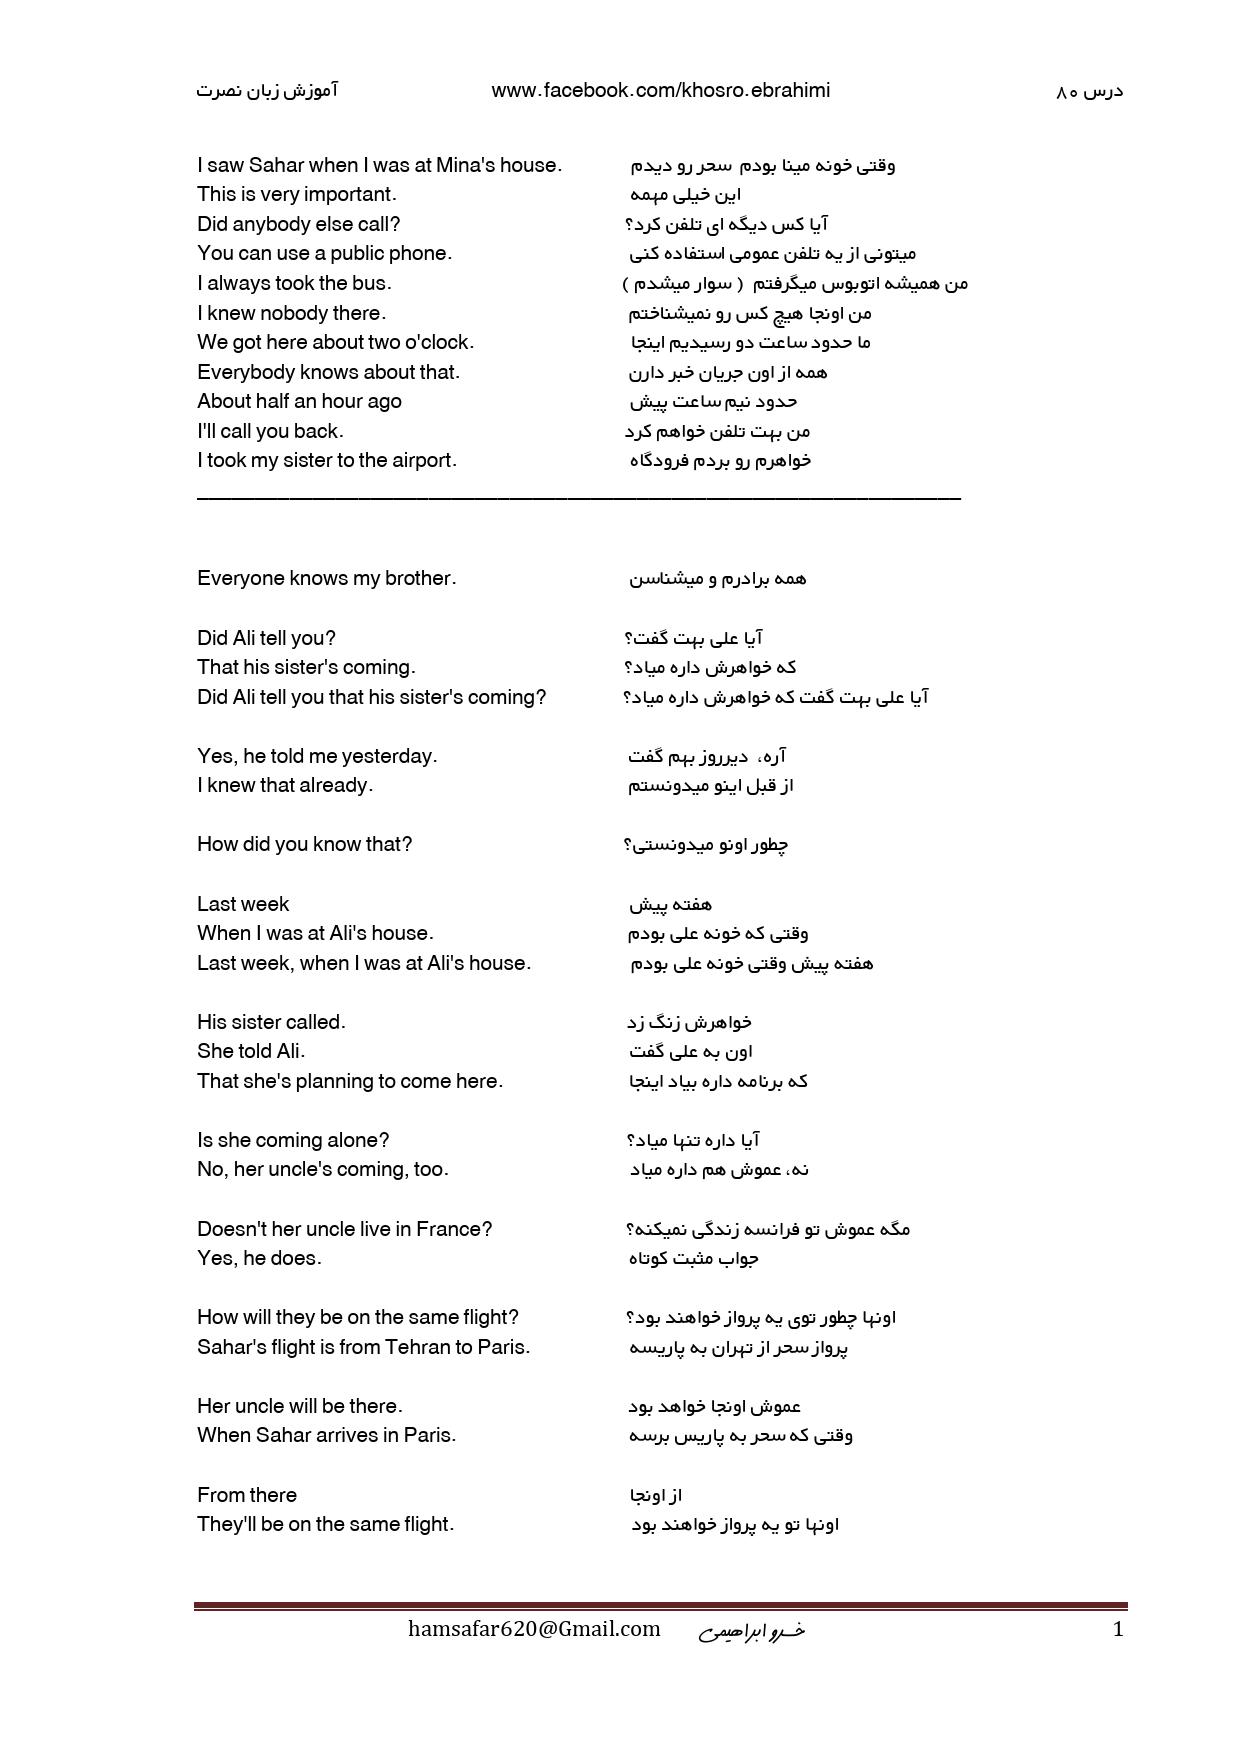 آموزش زبان نصرت www.facebook.com/khosro.ebrahimi درس ۸۰
I saw Sahar when I was at Mina's house. وقتی خونه مینا بودم سحر رو دیدم
This is very important. این خیلی مهمه
Did anybody else call? آیا کس دیگه ای تلفن کرد؟
You can use a public phone. میتونی از یه تلفن عمومی استفاده کنی
I always took the bus. من همیشه اتوبوس میگرفتم ( سوار میشدم )
I knew nobody there. من اونجا هیچ کس رو نمیشناختم
We got here about two o'clock. ما حدود ساعت دو رسیدیم اینجا
Everybody knows about that. همه از اون جریان خبر دارن
About half an hour ago حدود نیم ساعت پیش
I'll call you back. من بهت تلفن خواهم کرد
I took my sister to the airport. خواهرم رو بردم فرودگاه
Everyone knows my brother. همه برادرم و میشناسن
Did Ali tell you? آیا علی بهت گفت؟
That his sister's coming. که خواهرش داره میاد؟
Did Ali tell you that his sister's coming? آیا علی بهت گفت که خواهرش داره میاد؟
Yes, he told me yesterday. آره، دیرروز بهم گفت
I knew that already. از قبل اینو میدونستم
How did you know that? چطور اونو میدونستی؟
Last week هفته پیش
When I was at Ali's house. وقتی که خونه علی بودم
Last week, when I was at Ali's house. هفته پیش وقتی خونه علی بودم
His sister called. خواهرش زنگ زد
She told Ali. اون به علی گفت
That she's planning to come here. که برنامه داره بیاد اینجا
Is she coming alone? آیا داره تنها میاد؟
No, her uncle's coming, too. نه، عموش هم داره میاد
Doesn't her uncle live in France? مگه عموش تو فرانسه زندگی نمیکنه؟
Yes, he does. جواب مثبت کوتاه
How will they be on the same flight? اونها چطور توی یه پرواز خواهند بود؟
Sahar's flight is from Tehran to Paris. پرواز سحر از تهران به پاریسه
Her uncle will be there. عموش اونجا خواهد بود
When Sahar arrives in Paris. وقتی که سحر به پاریس برسه
From there از اونجا
They'll be on the same flight. اونها تو یه پرواز خواهند بود
hamsafar620@Gmail.com خسرو ابراهیمی 1